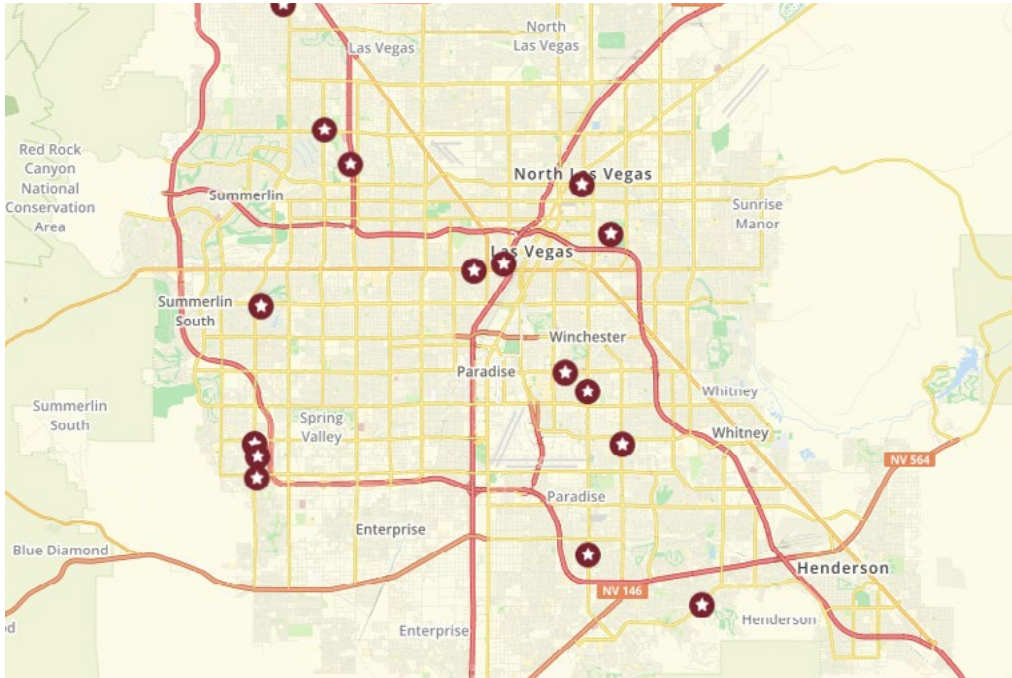 Las Vegas
North
Las Vegas
Red Rock
Canyon
National
Conservation
Area
North Las Vegas
Summerlin
Sunrise
Manor
Las Vegas
Summerlin
South
Winchester
Paradise
Whitney
Summerlin
South
Spring
Valley
Whitney
NV 564
Paradise
Enterprise
Blue Diamond
Henderson
NV 146
Henderson
Enterprise